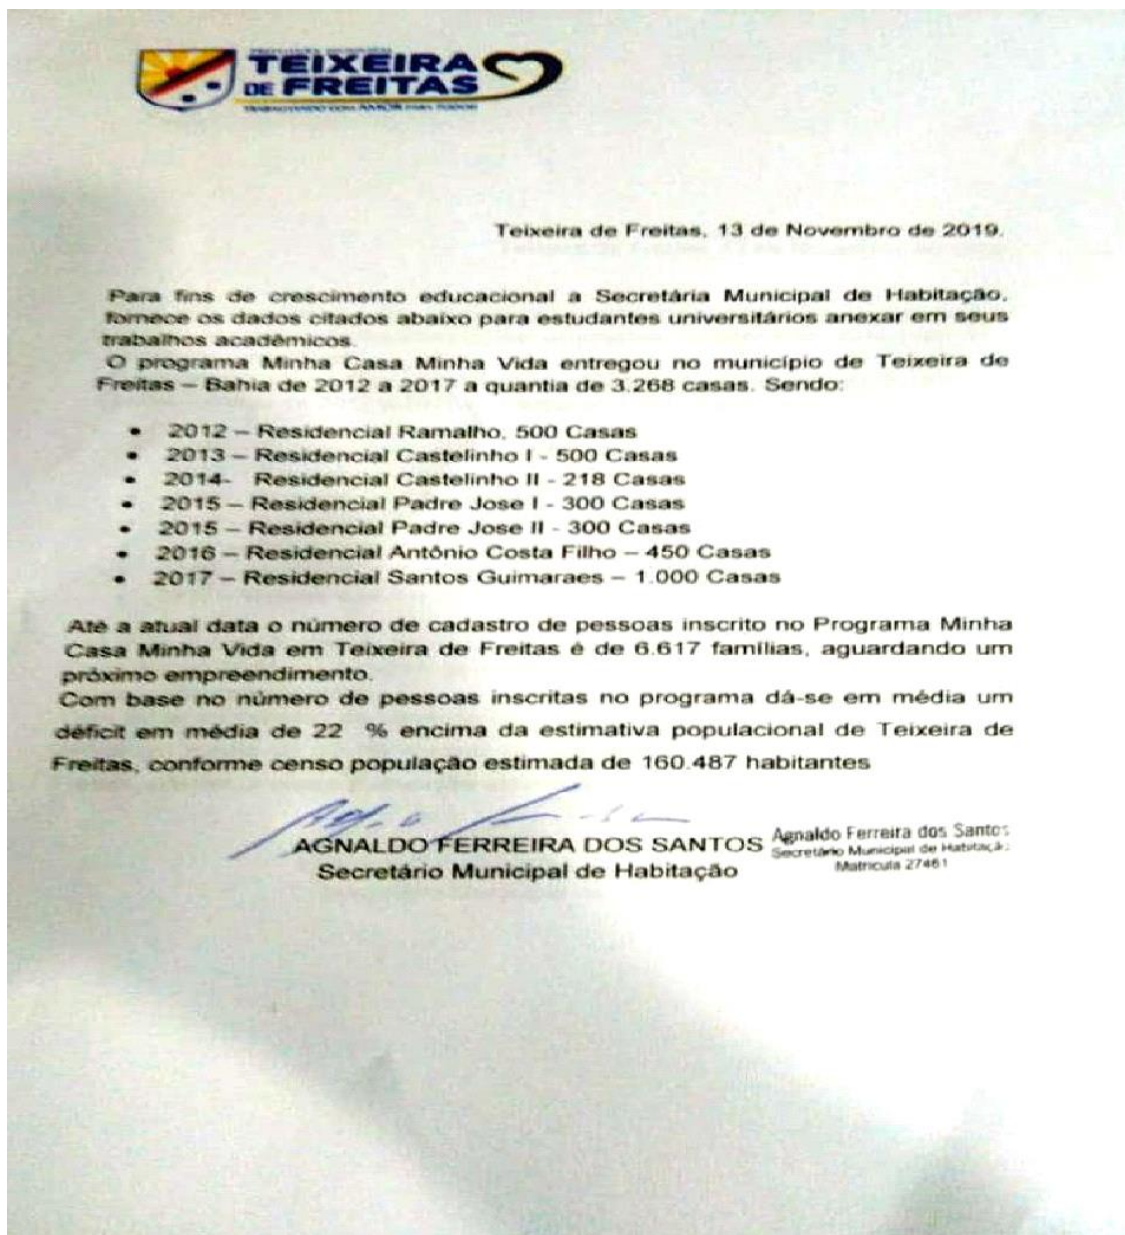 TEIXEIRA
DE FREITAS
Teixeira de Freitas, 13 de Novembro de 2019.
Para fins de crescimento educacional a Secretária Municipal de Habitação,
fornece os dados citados abaixo para estudantes universitários anexar em seus
trabalhos acadêmicos.
O programa Minha Casa Minha Vida entregou no município de Teixeira de
Freitas – Bahia de 2012 a 2017 a quantia de 3.268 casas. Sendo:
• 2012 – Residencial Ramalho, 500 Casas
• 2013 – Residencial Castelinho I - 500 Casas
• 2014- Residencial Castelinho II - 218 Casas
• 2015 – Residencial Padre Jose I - 300 Casas
• 2015 – Residencial Padre Jose II - 300 Casas
• 2016 – Residencial Antônio Costa Filho – 450 Casas
• 2017 – Residencial Santos Guimaraes – 1.000 Casas
Até a atual data o número de cadastro de pessoas inscrito no Programa Minha
Casa Minha Vida em Teixeira de Freitas é de 6.617 famílias, aguardando um
próximo empreendimento.
Com base no número de pessoas inscritas no programa dá-se em média um
déficit em média de 22 % encima da estimativa populacional de Teixeira de
Freitas, conforme censo população estimada de 160.487 habitantes
AGNALDO FERREIRA DOS SANTOS
Secretário Municipal de Habitação
Agnaldo Ferreira dos Santos
Secretário Municipal de Habitação
Matricula 27461